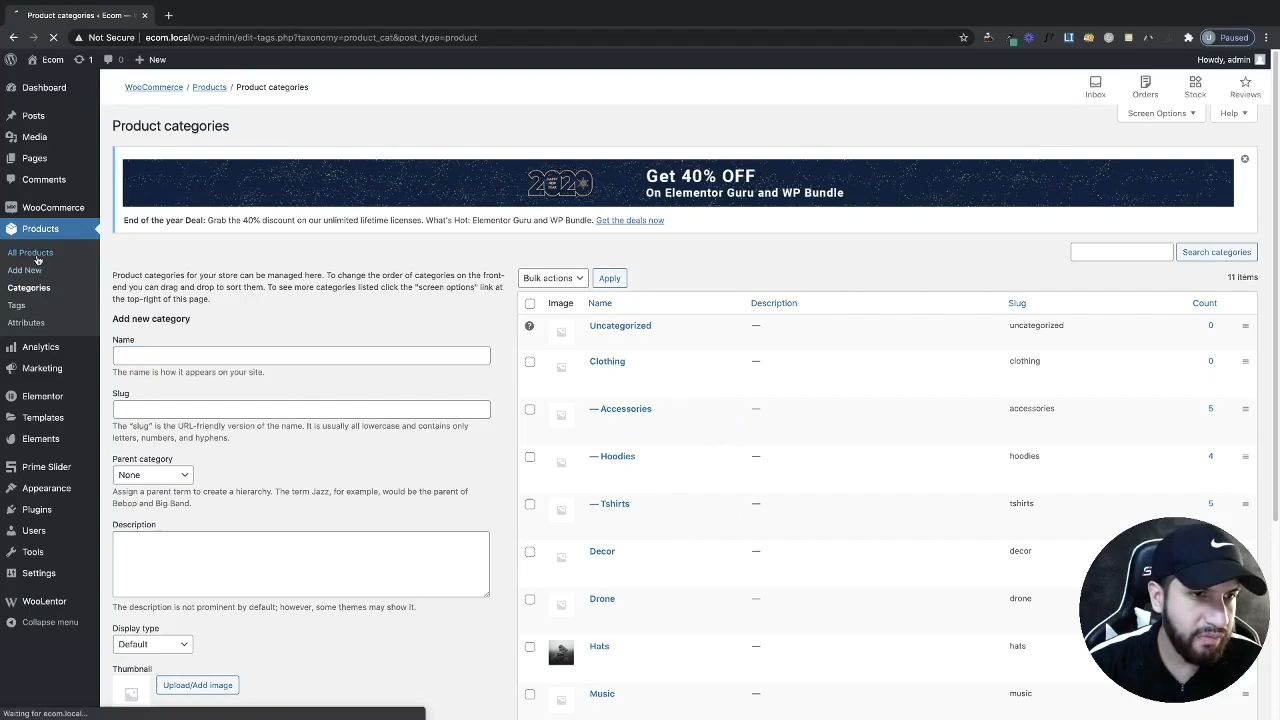 Product categories ‹ Ecom —
Not Secure
ecom.local/wp-admin/edit-tags.php?taxonomy=product_cat&post_type=product
Paused
Ecom
1
0
New
Howdy, admin
Dashboard
Posts
Media
Pages
Comments
WooCommerce
Products
All Products
Add New
Categories
Tags
Attributes
Analytics
Marketing
Elementor
Templates
Elements
Prime Slider
Appearance
Plugins
Users
Tools
Settings
WooLentor
Collapse menu
WooCommerce / Products / Product categories
Inbox
Orders
Stock
Reviews
Screen Options
Help
Product categories
2020
Get 40% OFF
On Elementor Guru and WP Bundle
End of the year Deal: Grab the 40% discount on our unlimited lifetime licenses. What's Hot: Elementor Guru and WP Bundle. Get the deals now
Search categories
Product categories for your store can be managed here. To change the order of categories on the front-
end you can drag and drop to sort them. To see more categories listed click the "screen options" link at
the top-right of this page.
Add new category
Name
The name is how it appears on your site.
Slug
The “slug” is the URL-friendly version of the name. It is usually all lowercase and contains only
letters, numbers, and hyphens.
Parent category
None
Assign a parent term to create a hierarchy. The term Jazz, for example, would be the parent of
Bebop and Big Band.
Description
The description is not prominent by default; however, some themes may show it.
Display type
Default
Thumbnail
Upload/Add image
Bulk actions
Apply
11 items
Image Name Description Slug Count
Uncategorized — uncategorized 0
Clothing — clothing 0
— Accessories — accessories 5
— Hoodies — hoodies 4
— Tshirts — tshirts 5
Decor — decor
Drone — drone
Hats — hats
Music — music
Waiting for ecom.local...